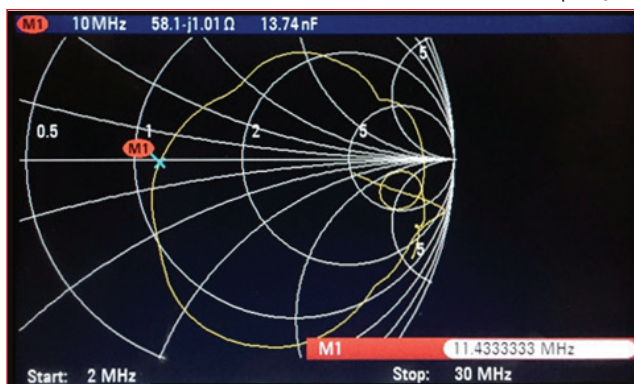 M1 10 MHz 58.1-j1.01 Ω 13.74 nF
5
0.5 1 2 5
M1
5
M1 11.4333333 MHz
Start: 2 MHz Stop: 30 MHz